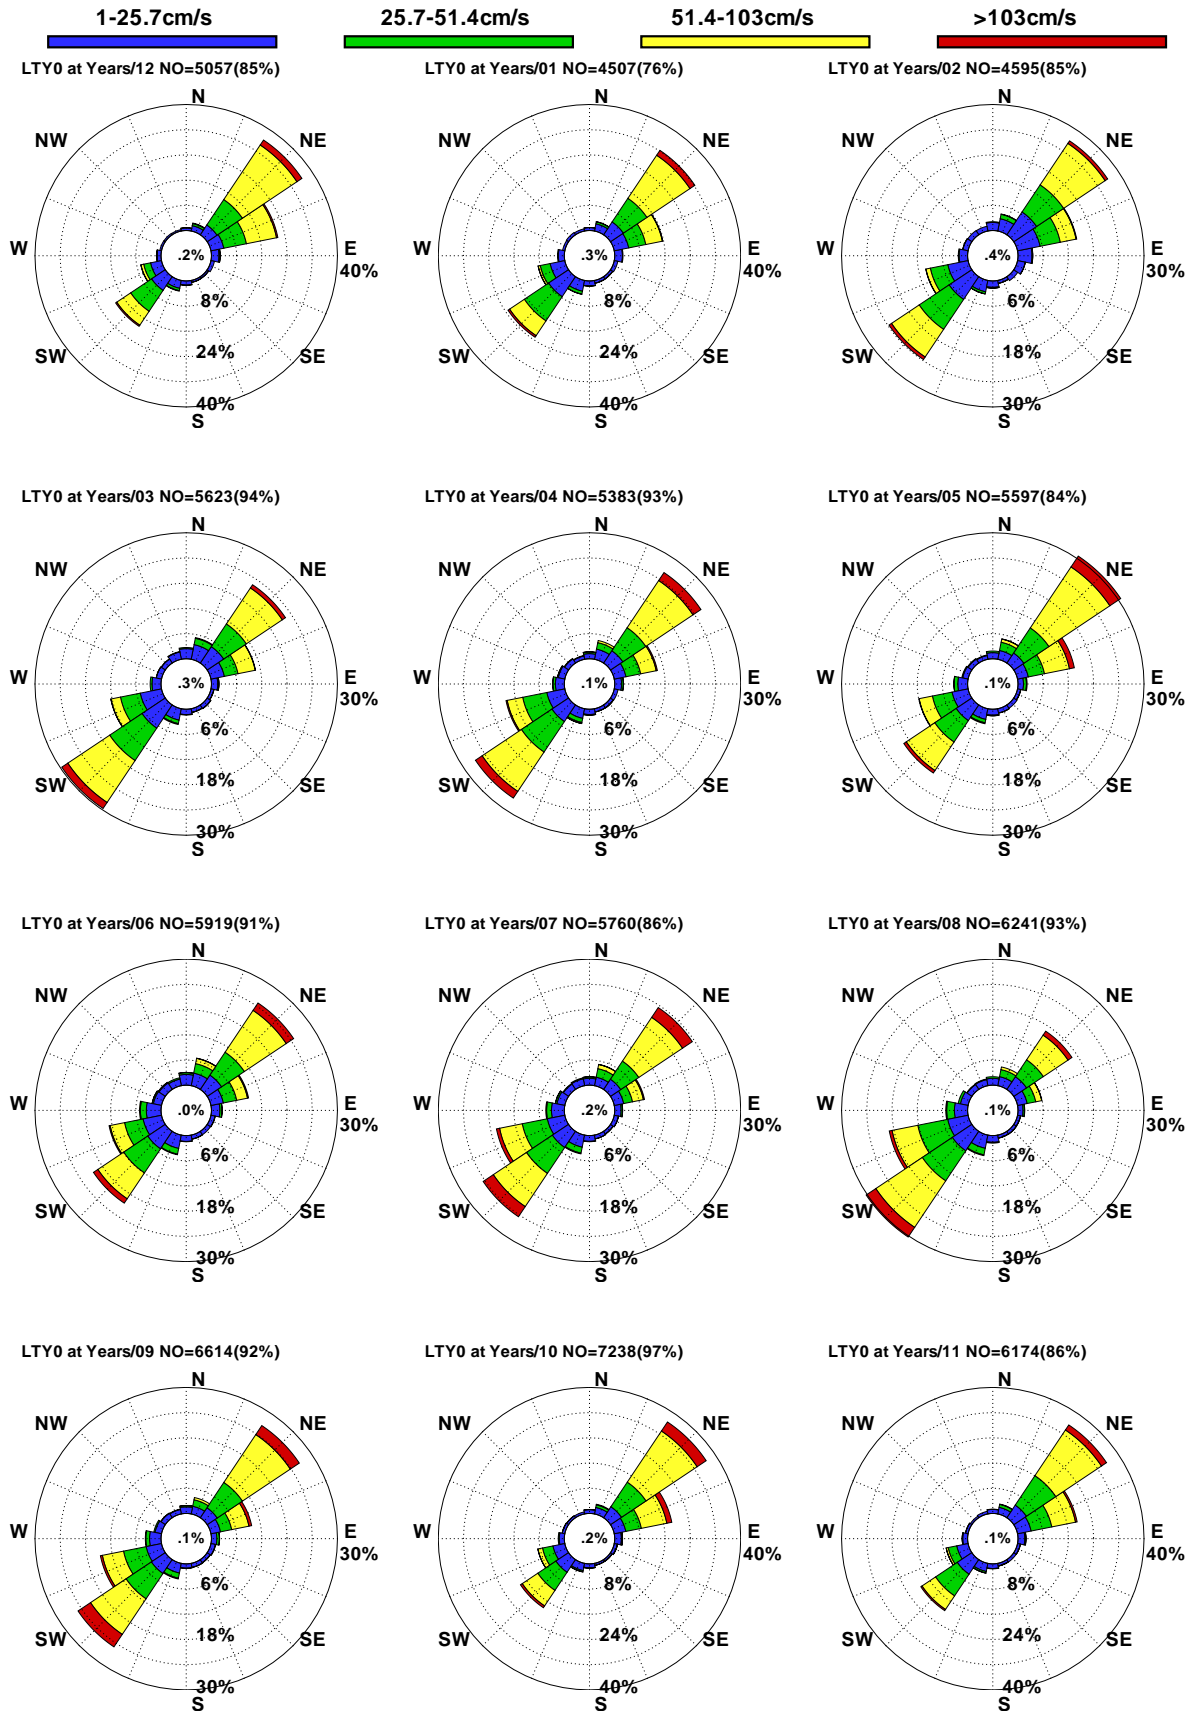 1-25.7cm/s 25.7-51.4cm/s 51.4-103cm/s >103cm/s
LTY0 at Years/12 NO=5057(85%) LTY0 at Years/01 NO=4507(76%) LTY0 at Years/02 NO=4595(85%)
N N N
NW NE NW NE NW NE
W .2% E W .3% E W .4% E
40% 40% 30%
8% 8% 6%
SW 24% SE SW 24% SE SW 18% SE
40% 40% 30%
S S S
LTY0 at Years/03 NO=5623(94%) LTY0 at Years/04 NO=5383(93%) LTY0 at Years/05 NO=5597(84%)
N N N
NW NE NW NE NW NE
W .3% E W .1% E W .1% E
30% 30% 30%
6% 6% 6%
SW 18% SE SW 18% SE SW 18% SE
30% 30% 30%
S S S
LTY0 at Years/06 NO=5919(91%) LTY0 at Years/07 NO=5760(86%) LTY0 at Years/08 NO=6241(93%)
N N N
NW NE NW NE NW NE
W .0% E W .2% E W .1% E
30% 30% 30%
6% 6% 6%
SW 18% SE SW 18% SE SW 18% SE
30% 30% 30%
S S S
LTY0 at Years/09 NO=6614(92%) LTY0 at Years/10 NO=7238(97%) LTY0 at Years/11 NO=6174(86%)
N N N
NW NE NW NE NW NE
W .1% E W .2% E W .1% E
30% 40% 40%
6% 8% 8%
SW 18% SE SW 24% SE SW 24% SE
30% 40% 40%
S S S